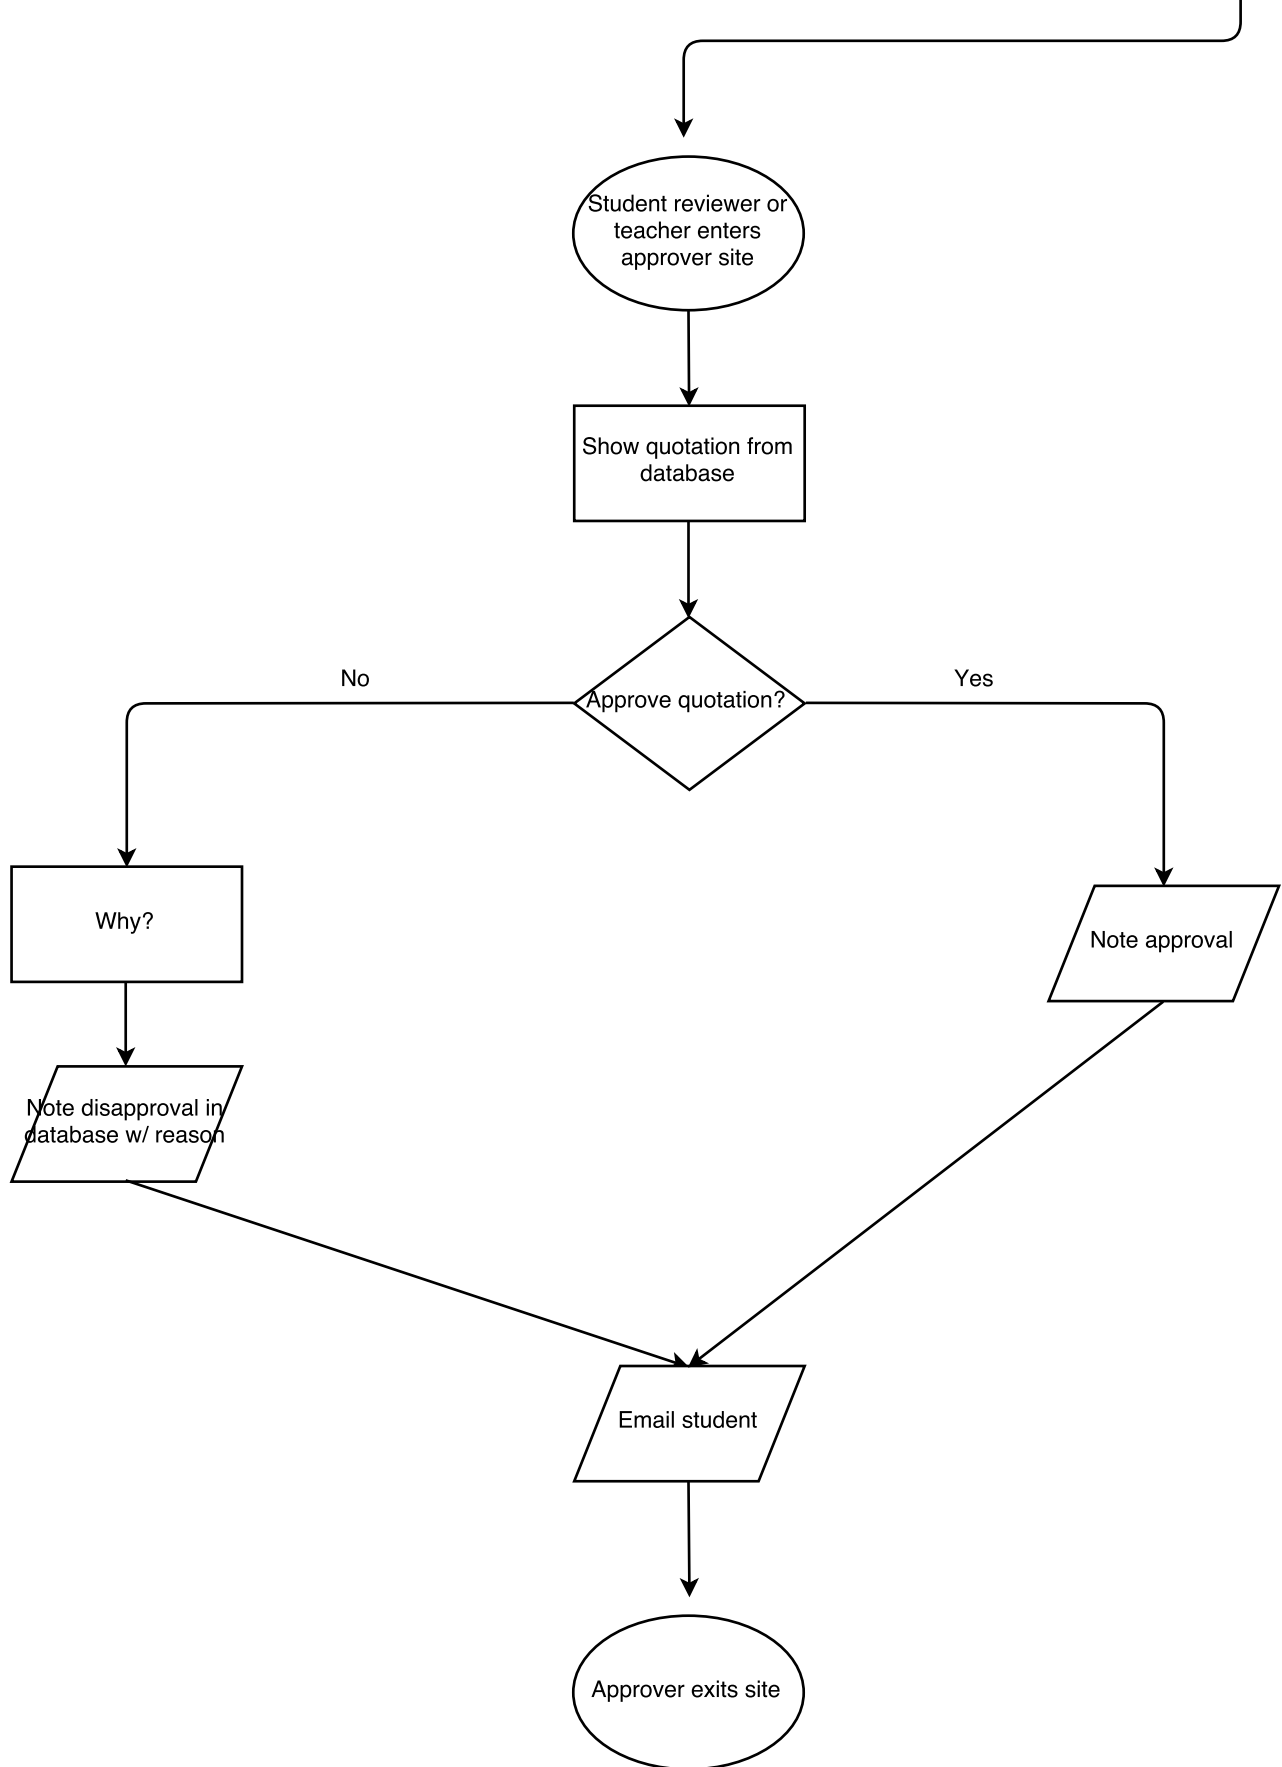 Student reviewer or
teacher enters
approver site
Show quotation from
database
No
Yes
Approve quotation?
Why?
Note approval
Note disapproval in
database w/ reason
Email student
Approver exits site